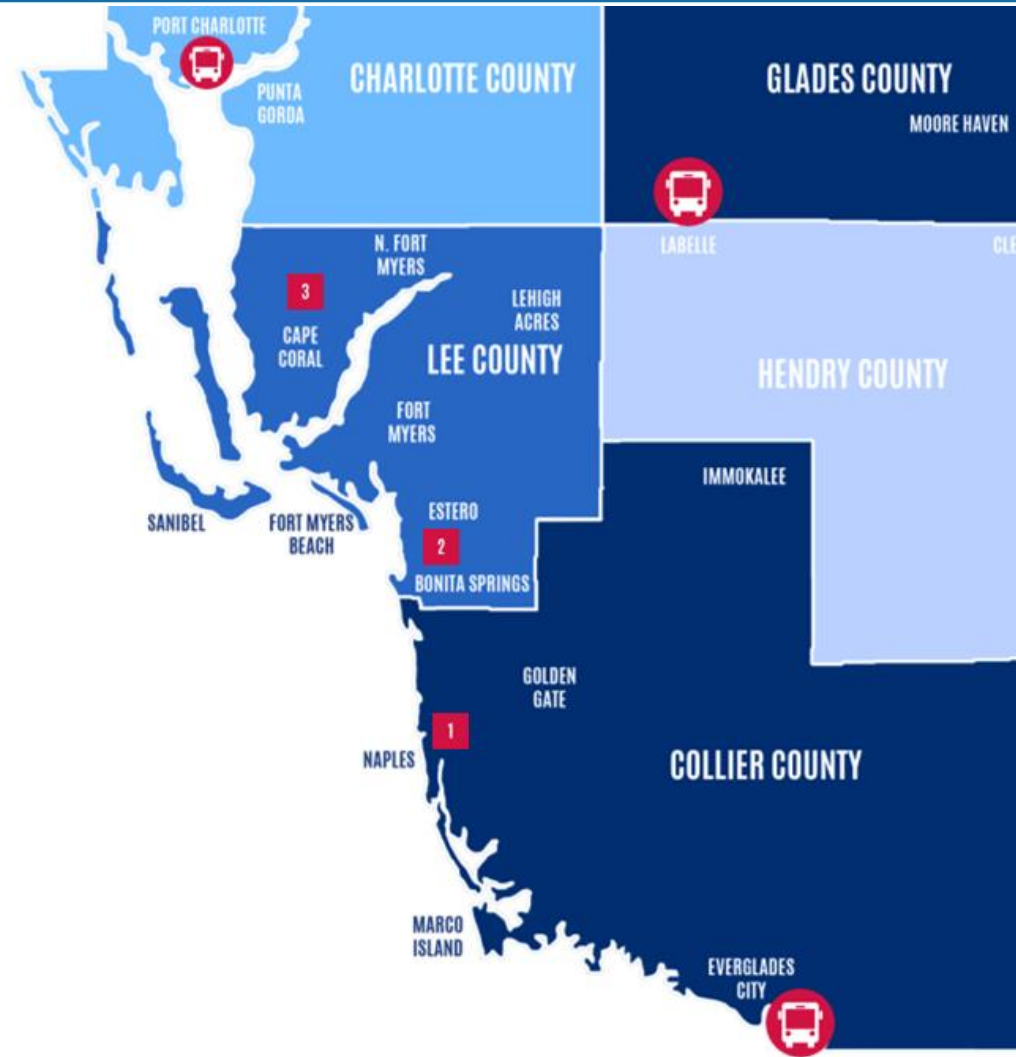 PORT CHARLOTTE
CHARLOTTE COUNTY
GLADES COUNTY
PUNTA
GORDA
MOORE HAVEN
N. FORT
MYERS
LABELLE
CLE
3
LEHIGH
ACRES
CAPE
CORAL
LEE COUNTY
HENDRY COUNTY
FORT
MYERS
IMMOKALEE
SANIBEL
FORT MYERS
BEACH
ESTERO
2
BONITA SPRINGS
GOLDEN
GATE
1
NAPLES
COLLIER COUNTY
MARCO
ISLAND
EVERGLADES
CITY